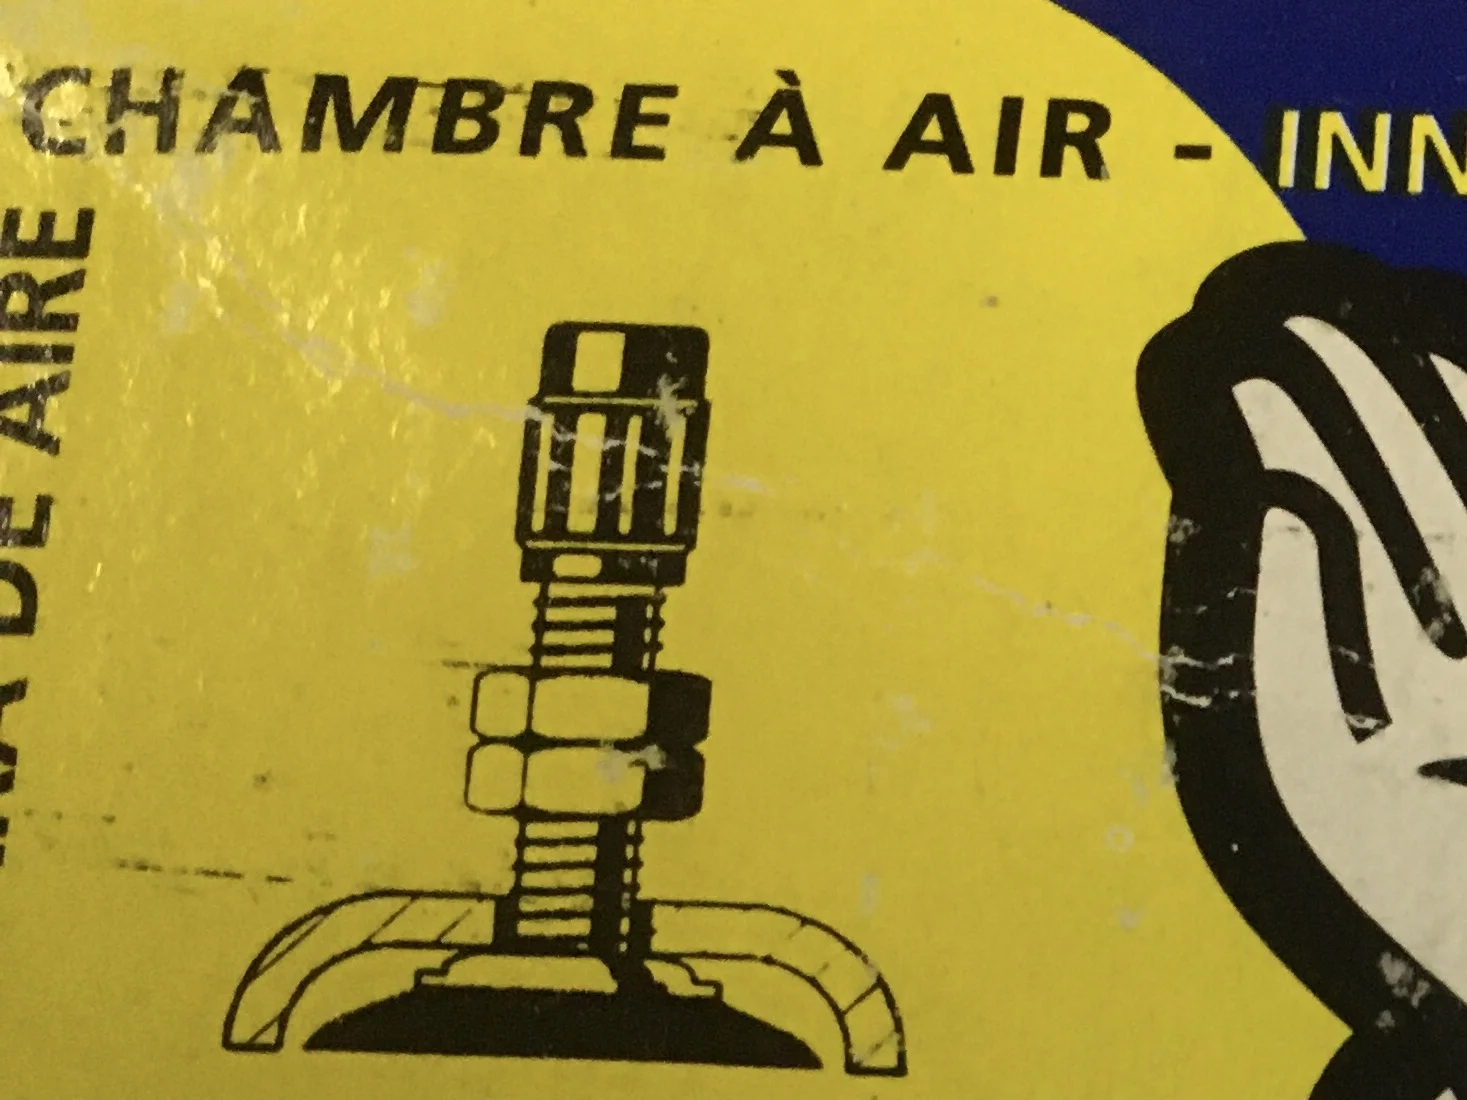 CHAMBRE À AIR - INN
DE AIRE